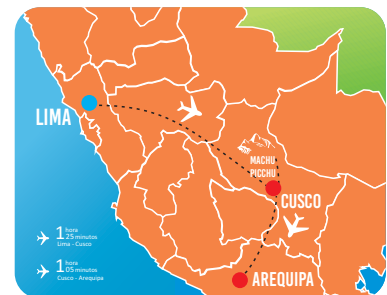 LIMA
MACHU
PICCHU
CUSCO
AREQUIPA
1 hora
25 minutos
Lima - Cusco
1 hora
05 minutos
Cusco - Arequipa